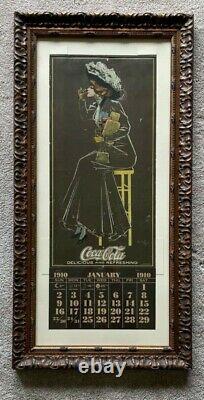 Coca-Cola
DELICIOUS AND REFRESHING
1910 JANUARY 1910
SUN. MON. TUE. WED. THU. FRI. SAT.
1
2 3 4 5 6 7 8
9 10 11 12 13 14 15
16 17 18 19 20 21 22
23/30 24/31 25 26 27 28 29